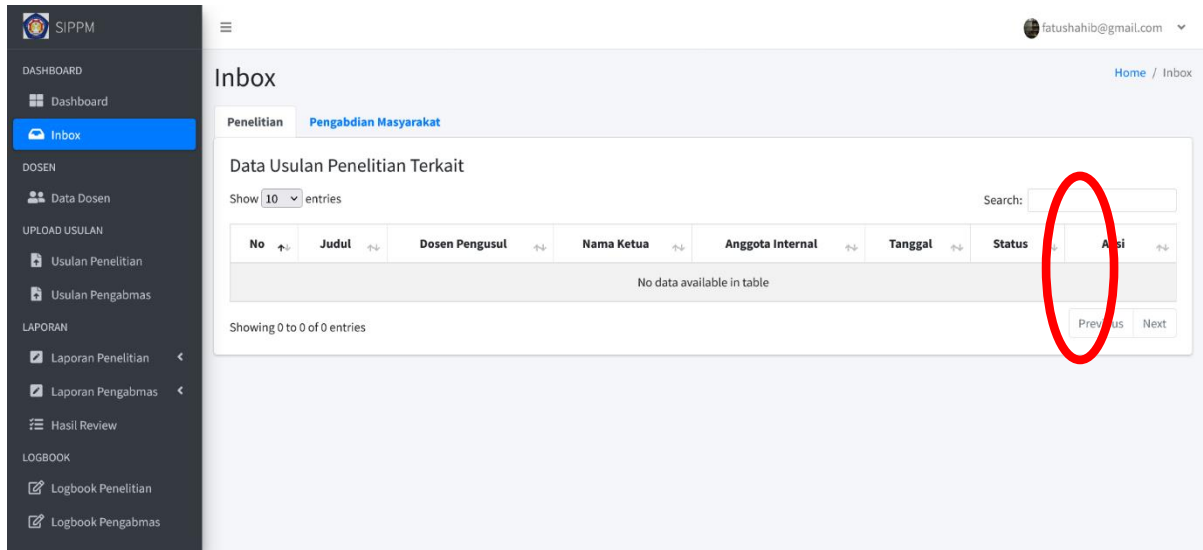 SIPPM
fatushahib@gmail.com
DASHBOARD
Dashboard
Inbox
DOSEN
Data Dosen
UPLOAD USULAN
Usulan Penelitian
Usulan Pengabmas
LAPORAN
Laporan Penelitian
Laporan Pengabmas
Hasil Review
LOGBOOK
Logbook Penelitian
Logbook Pengabmas
Inbox
Home / Inbox
Penelitian Pengabdian Masyarakat
Data Usulan Penelitian Terkait
Show 10 entries
Search:
No Judul Dosen Pengusul Nama Ketua Anggota Internal Tanggal Status Aksi
No data available in table
Showing 0 to 0 of 0 entries
Previous Next